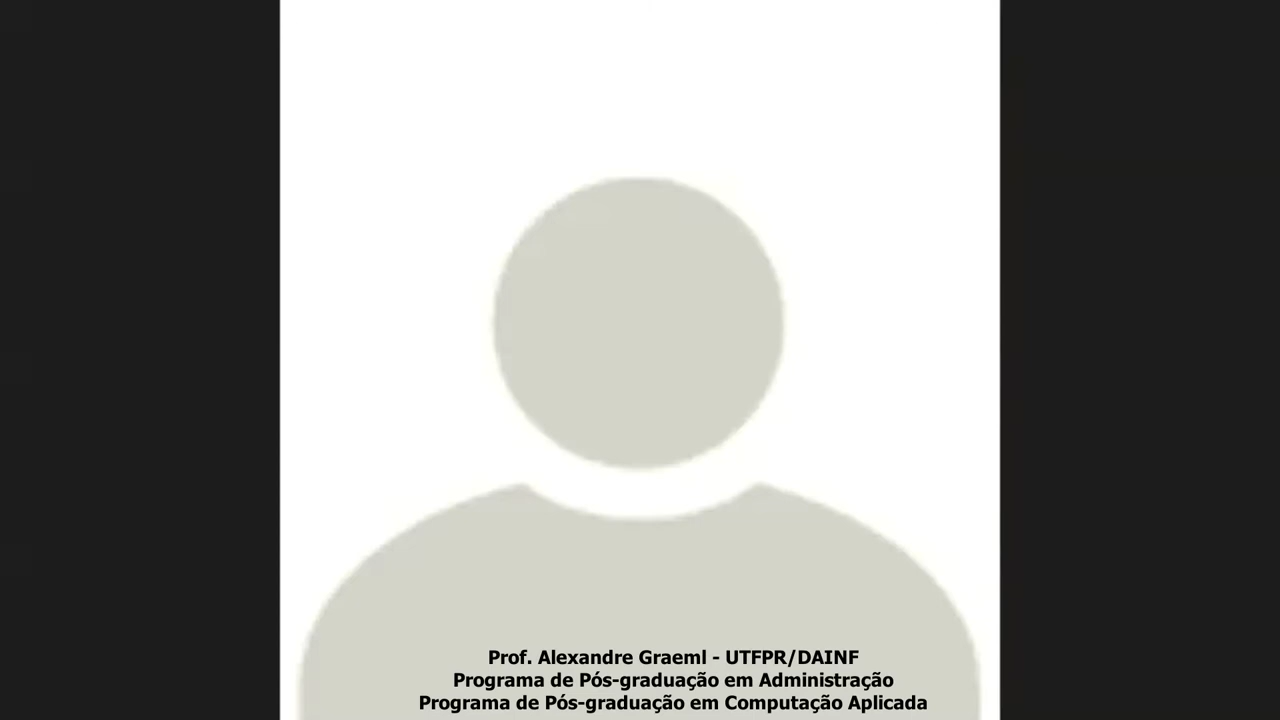 Prof. Alexandre Graeml - UTFPR/DAINF
Programa de Pós-graduação em Administração
Programa de Pós-graduação em Computação Aplicada